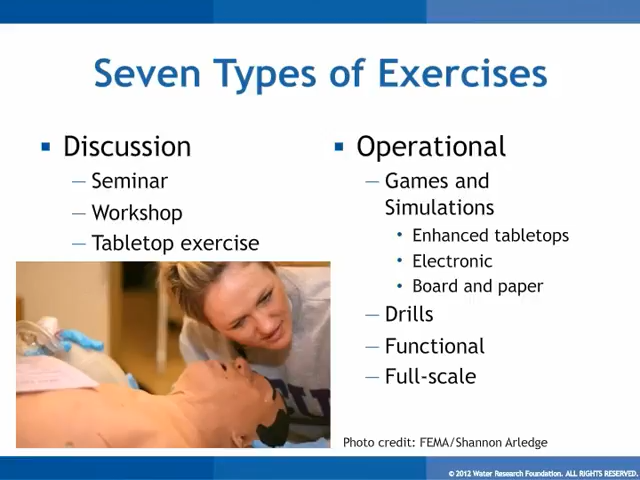 Seven Types of Exercises
▪ Discussion
– Seminar
– Workshop
– Tabletop exercise
▪ Operational
– Games and
Simulations
• Enhanced tabletops
• Electronic
• Board and paper
– Drills
– Functional
– Full-scale
Photo credit: FEMA/Shannon Arledge
© 2012 Water Research Foundation. ALL RIGHTS RESERVED.